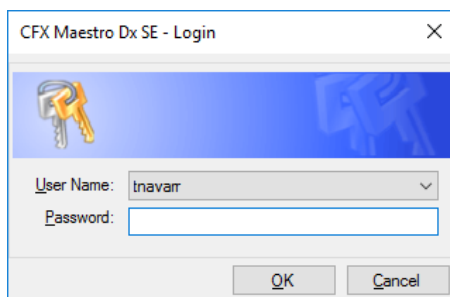 CFX Maestro Dx SE - Login
User Name: tnavarr
Password:
OK Cancel